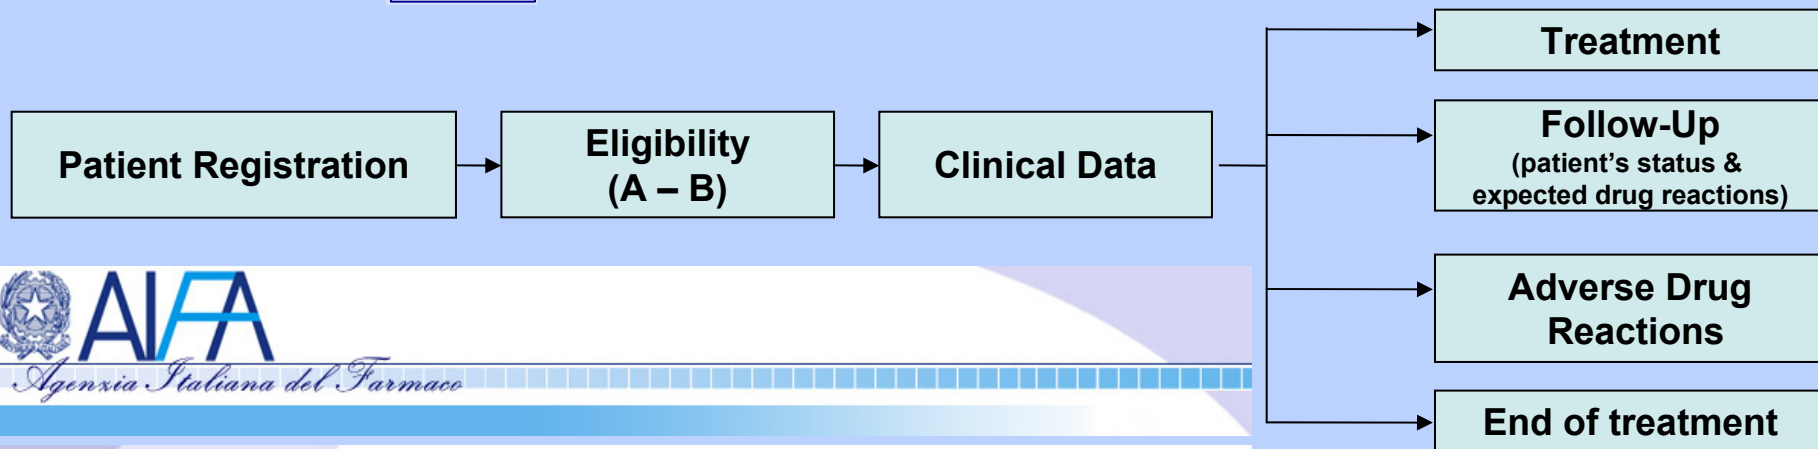 Treatment
Patient Registration
Eligibility
(A – B)
Clinical Data
Follow-Up
(patient's status &
expected drug reactions)
Adverse Drug
Reactions
End of treatment
AIFA
Agenzia Italiana del Farmaco